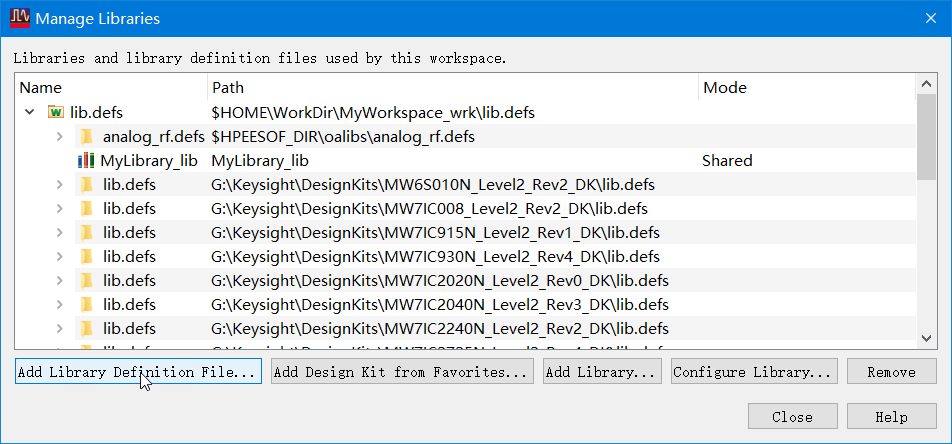 Manage Libraries
Libraries and library definition files used by this workspace.
Name Path Mode
lib.defs $HOME\WorkDir\MyWorkspace_wrk\lib.defs
analog_rf.defs $HPEESOF_DIR\oalibs\analog_rf.defs
MyLibrary_lib MyLibrary_lib Shared
lib.defs G:\Keysight\DesignKits\MW6S010N_Level2_Rev2_DK\lib.defs
lib.defs G:\Keysight\DesignKits\MW7IC008_Level2_Rev2_DK\lib.defs
lib.defs G:\Keysight\DesignKits\MW7IC915N_Level2_Rev1_DK\lib.defs
lib.defs G:\Keysight\DesignKits\MW7IC930N_Level2_Rev4_DK\lib.defs
lib.defs G:\Keysight\DesignKits\MW7IC2020N_Level2_Rev0_DK\lib.defs
lib.defs G:\Keysight\DesignKits\MW7IC2040N_Level2_Rev3_DK\lib.defs
lib.defs G:\Keysight\DesignKits\MW7IC2240N_Level2_Rev2_DK\lib.defs
Add Library Definition File... Add Design Kit from Favorites... Add Library... Configure Library... Remove
Close Help